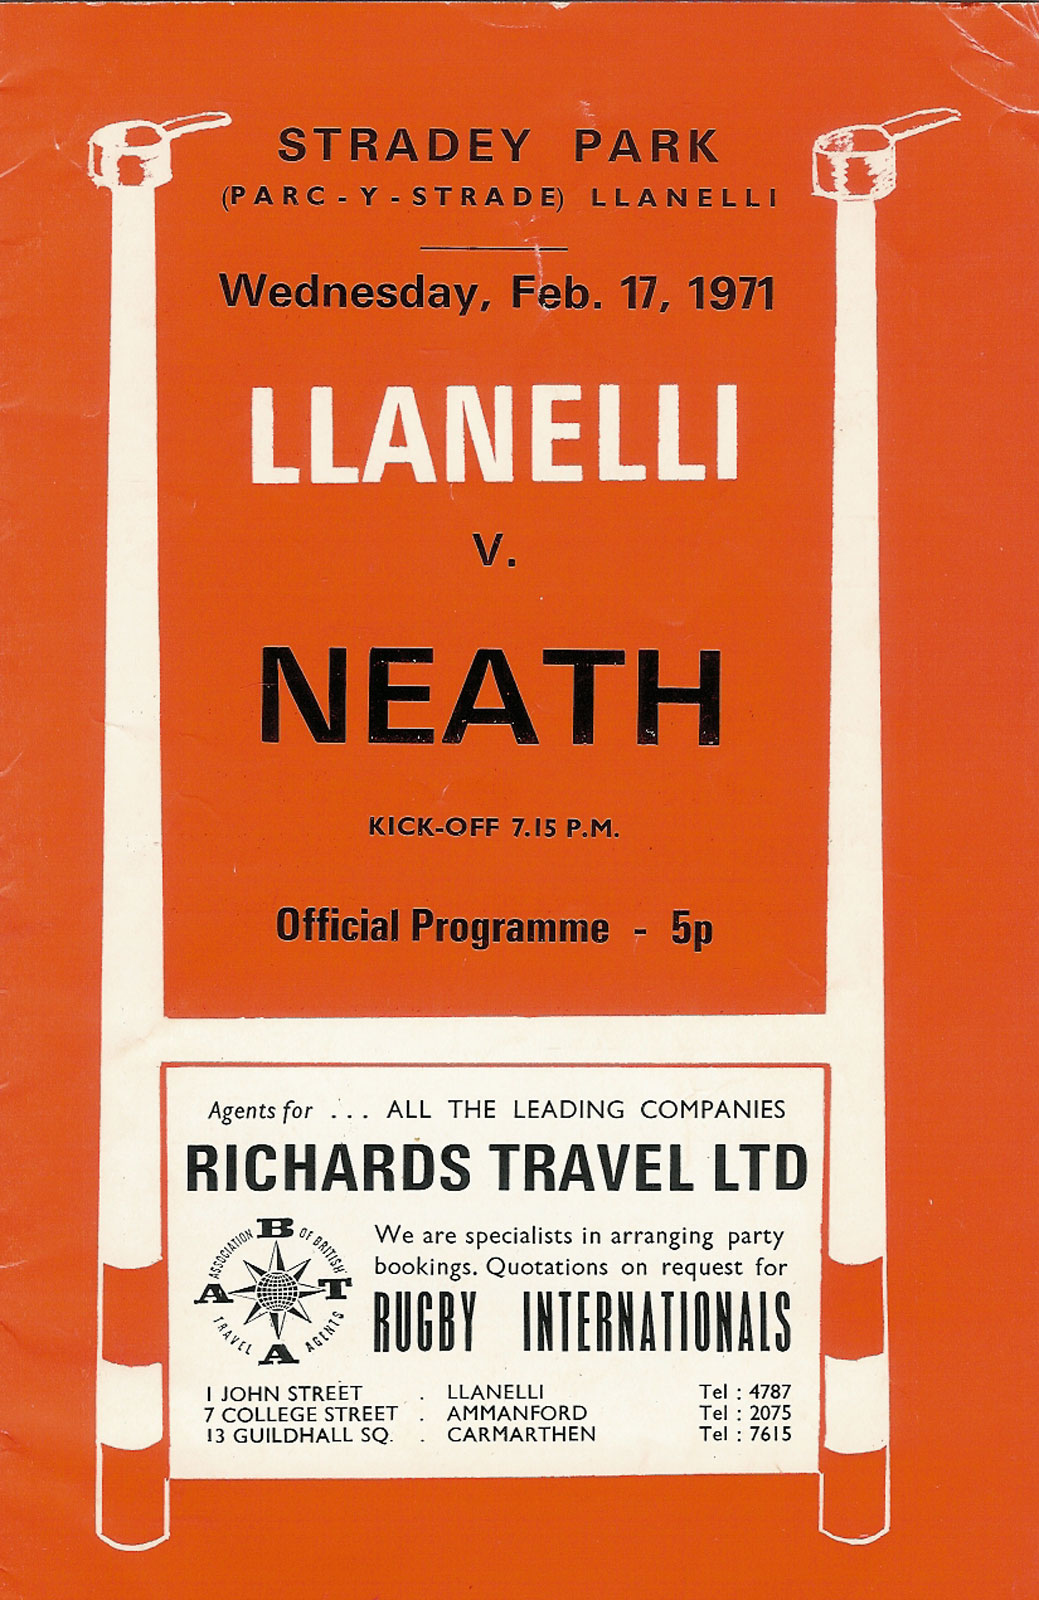 STRADEY PARK
(PARC-Y-STRADE) LLANELLI
Wednesday, Feb. 17, 1971
LLANELLI
v.
NEATH
KICK-OFF 7.15 P.M.
Official Programme - 5p
Agents for ... ALL THE LEADING COMPANIES
RICHARDS TRAVEL LTD
ASSOCIATION OF BRITISH TRAVEL AGENTS
A B T A
We are specialists in arranging party
bookings. Quotations on request for
RUGBY INTERNATIONALS
1 JOHN STREET . LLANELLI Tel : 4787
7 COLLEGE STREET . AMMANFORD Tel : 2075
13 GUILDHALL SQ. . CARMARTHEN Tel : 7615